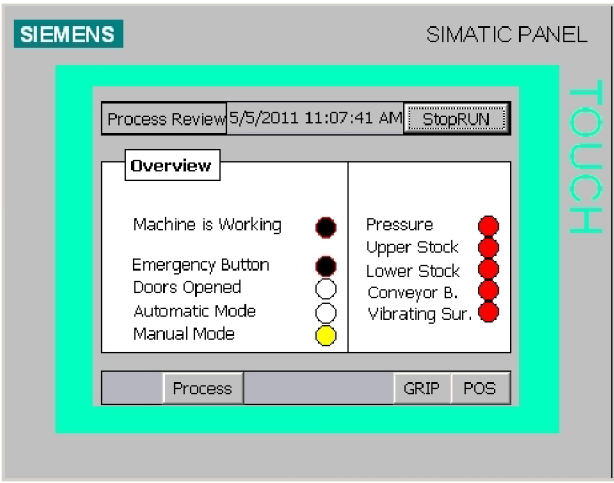 SIEMENS
SIMATIC PANEL
TOUCH
Process Review 5/5/2011 11:07:41 AM StopRUN
Overview
Machine is Working
Emergency Button
Doors Opened
Automatic Mode
Manual Mode
Pressure
Upper Stock
Lower Stock
Conveyor B.
Vibrating Sur.
Process
GRIP
POS